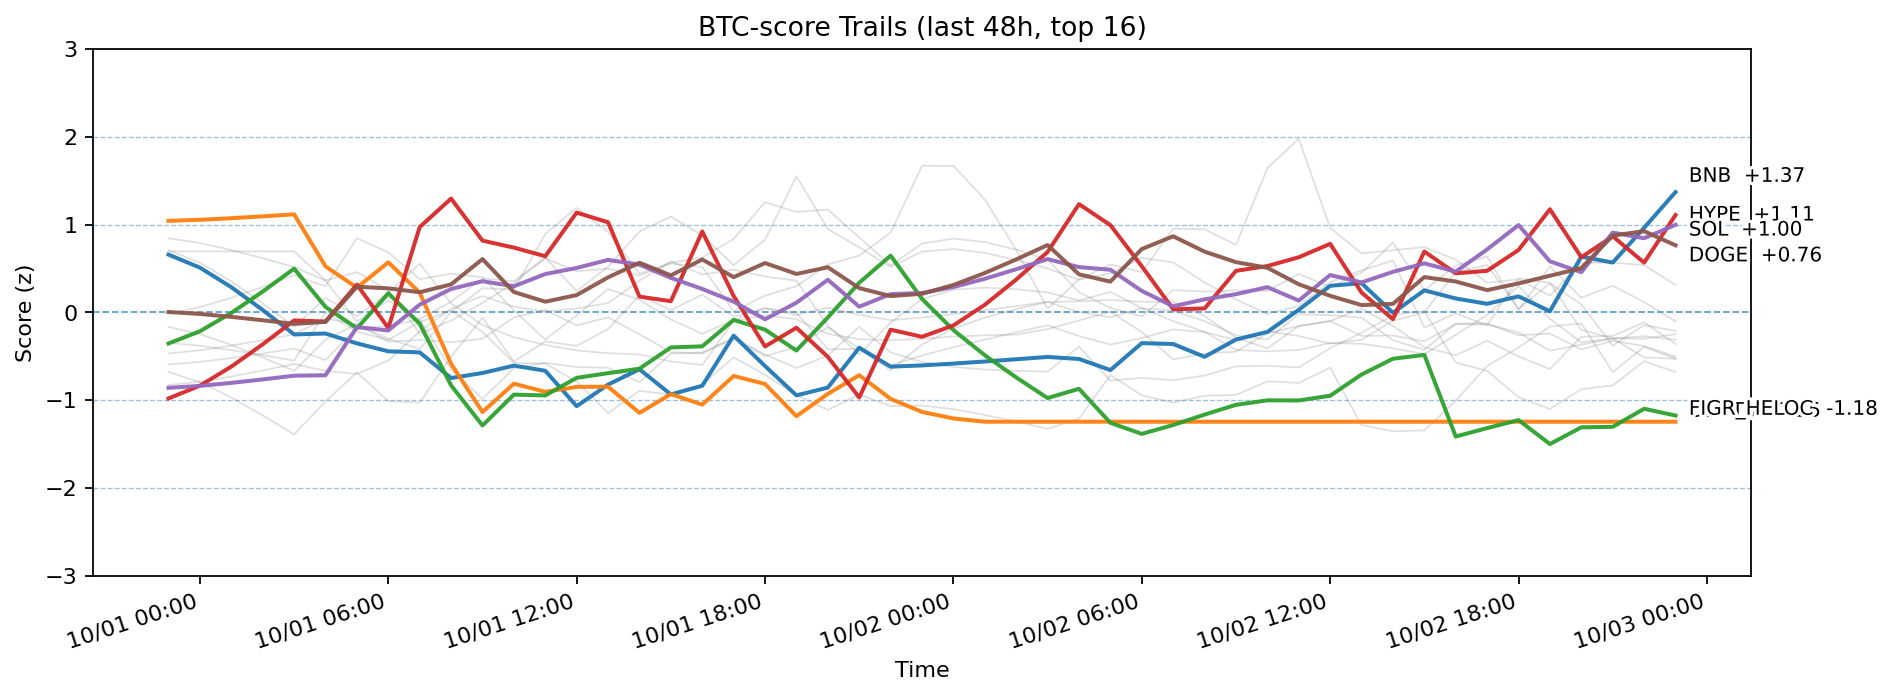 BTC-score Trails (last 48h, top 16)
Score (z)
3
2
1
0
−1
−2
−3
BNB +1.37
HYPE +1.11
SOL +1.00
DOGE +0.76
-1.18
10/01 00:00
10/01 06:00
10/01 12:00
10/01 18:00
10/02 00:00
10/02 06:00
10/02 12:00
10/02 18:00
10/03 00:00
Time